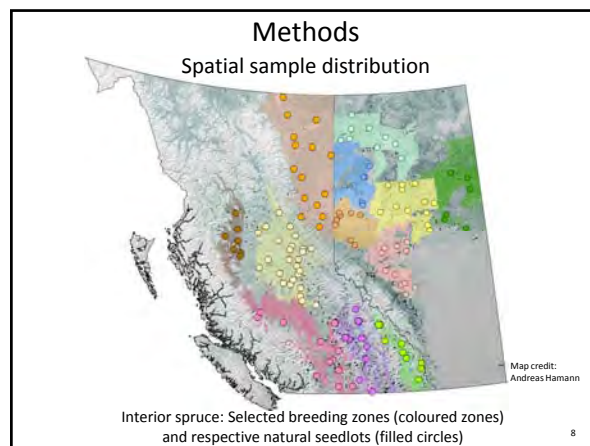 Methods
Spatial sample distribution
Map credit:
Andreas Hamann
Interior spruce: Selected breeding zones (coloured zones)
and respective natural seedlots (filled circles)
8